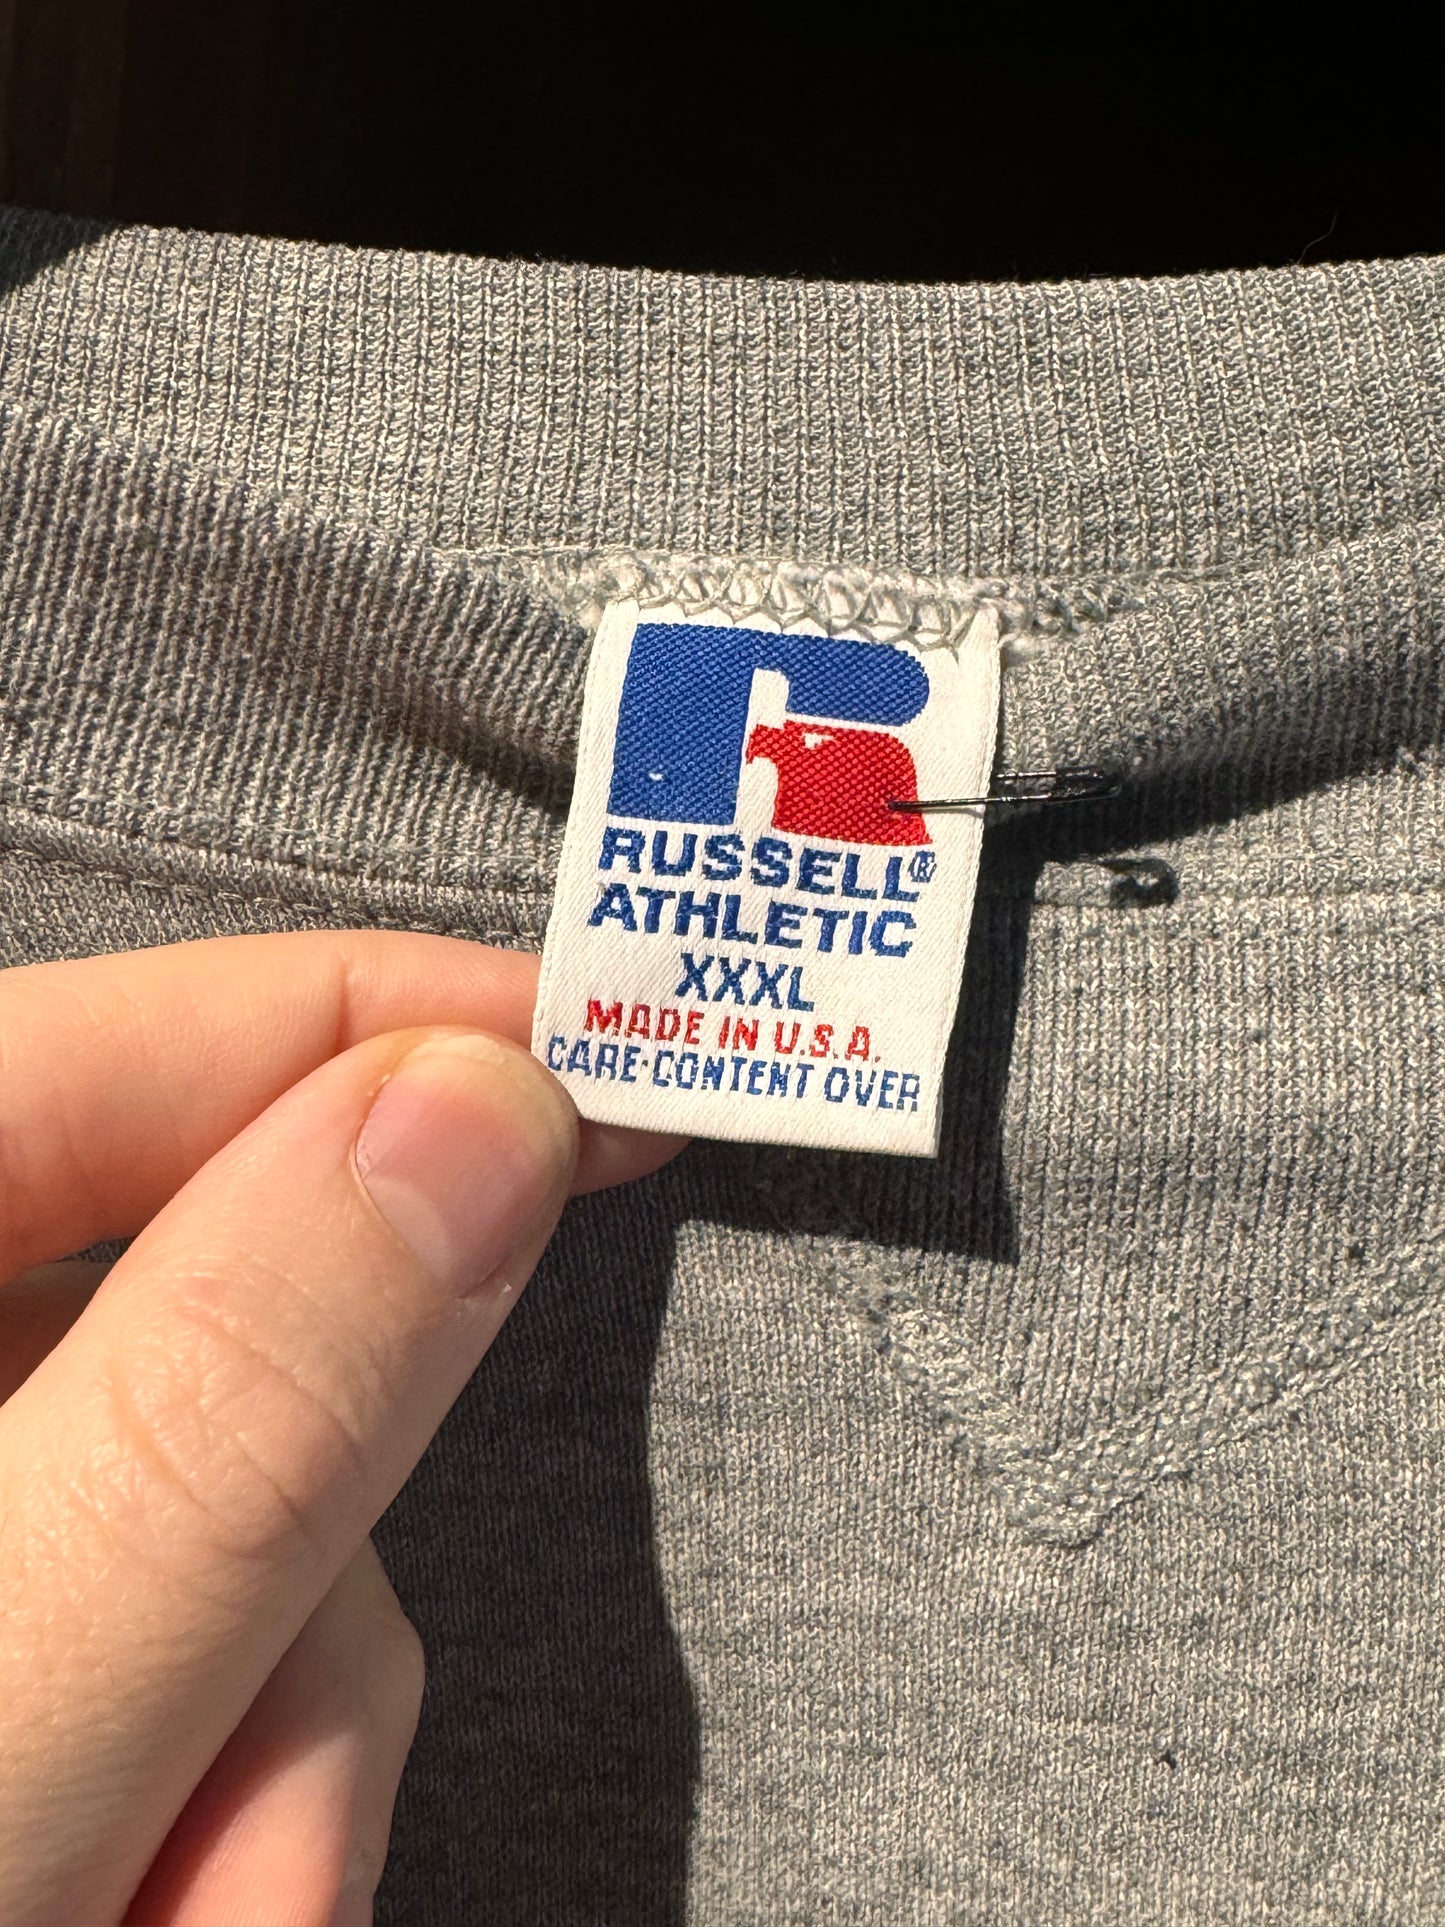 RUSSELL®
ATHLETIC
XXXL
MADE IN U.S.A.
CARE·CONTENT OVER